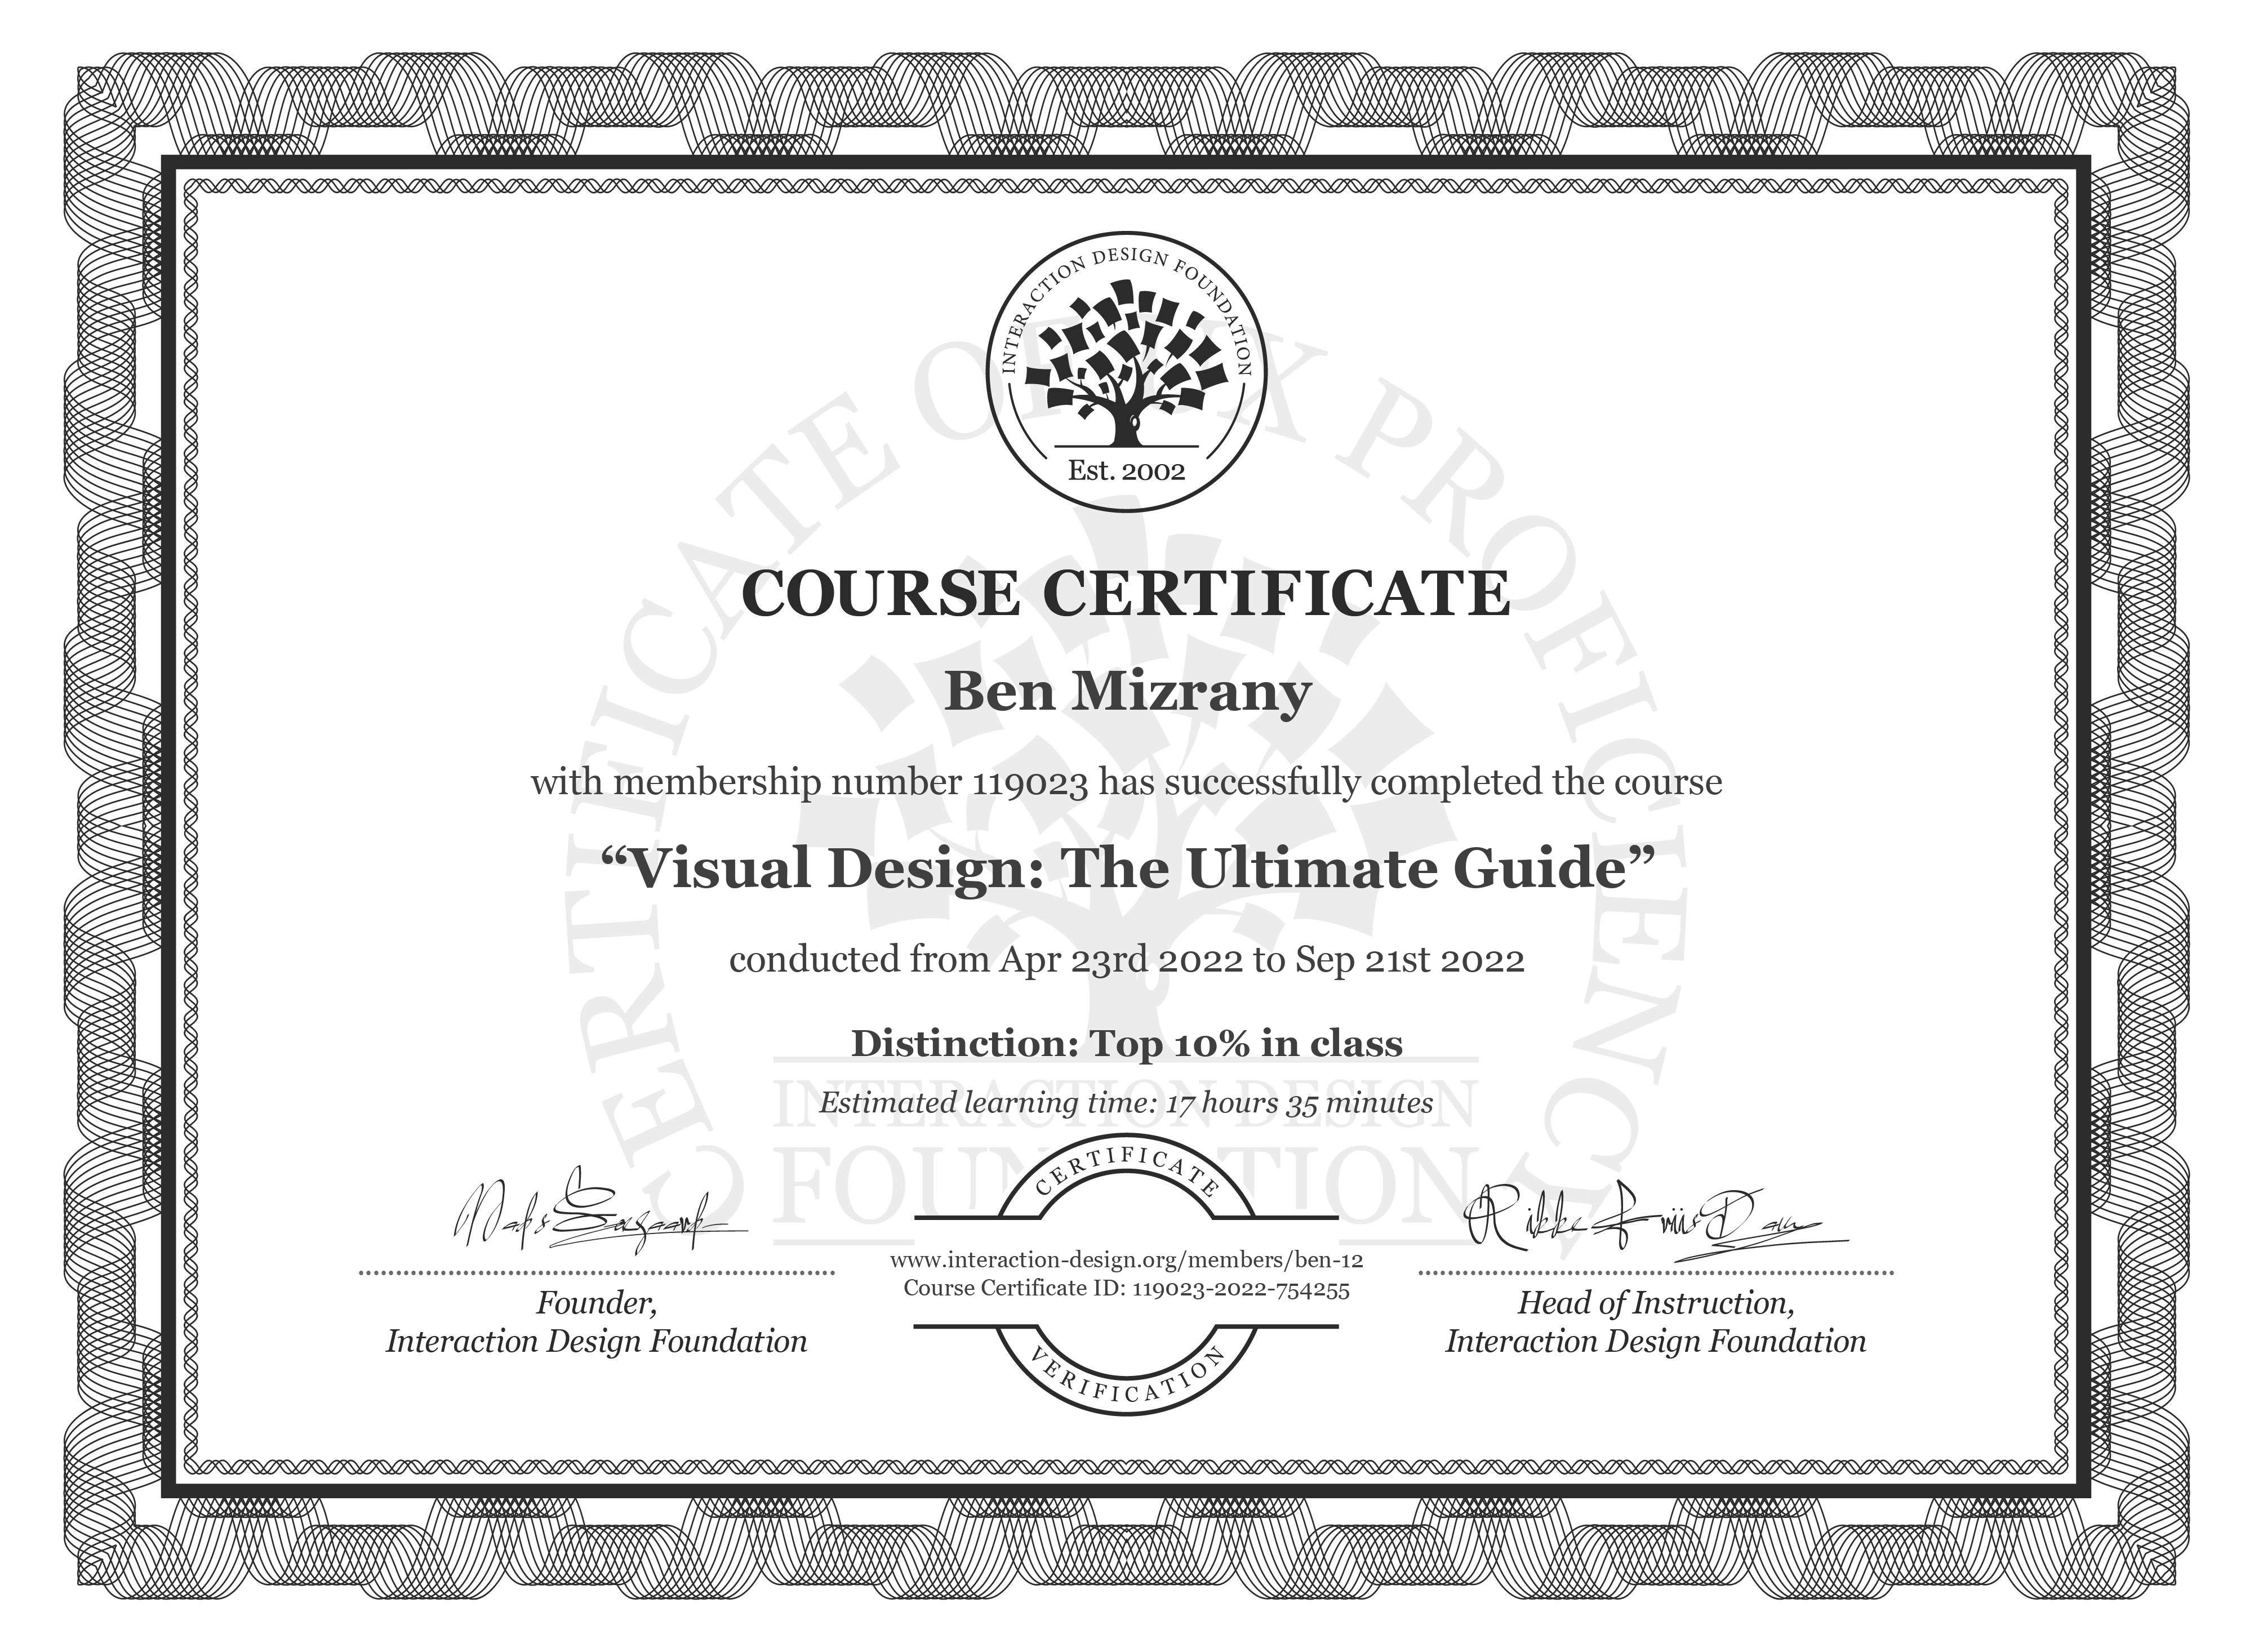 INTERACTION DESIGN FOUNDATION
Est. 2002
CERTIFICATE OF UX PROFICIENCY
COURSE CERTIFICATE
Ben Mizrany
with membership number 119023 has successfully completed the course
“Visual Design: The Ultimate Guide”
conducted from Apr 23rd 2022 to Sep 21st 2022
Distinction: Top 10% in class
Estimated learning time: 17 hours 35 minutes
INTERACTION DESIGN
FOUNDATION
CERTIFICATE
www.interaction-design.org/members/ben-12
Course Certificate ID: 119023-2022-754255
VERIFICATION
Mads Soegaard
Founder,
Interaction Design Foundation
Rikke Friis Dam
Head of Instruction,
Interaction Design Foundation